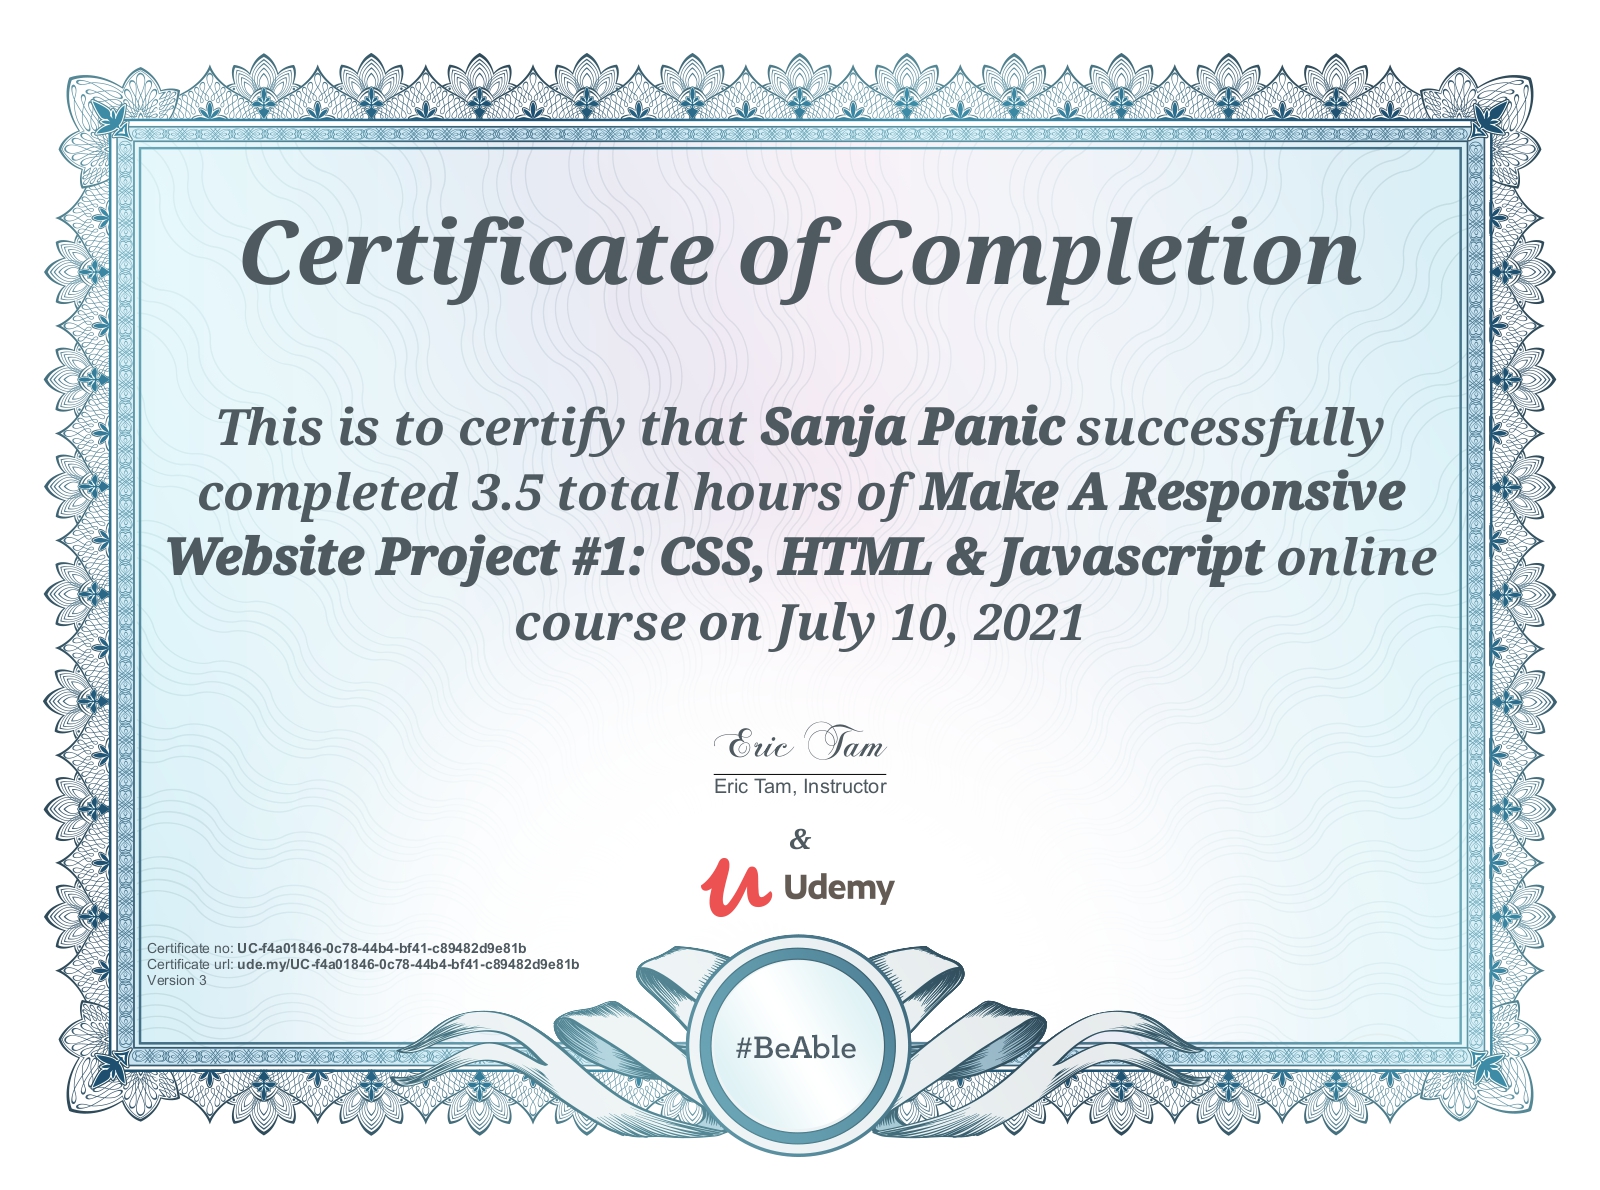 Certificate of Completion
This is to certify that Sanja Panic successfully
completed 3.5 total hours of Make A Responsive
Website Project #1: CSS, HTML & Javascript online
course on July 10, 2021
Eric Tam
Eric Tam, Instructor
&
Udemy
Certificate no: UC-f4a01846-0c78-44b4-bf41-c89482d9e81b
Certificate url: ude.my/UC-f4a01846-0c78-44b4-bf41-c89482d9e81b
Version 3
#BeAble